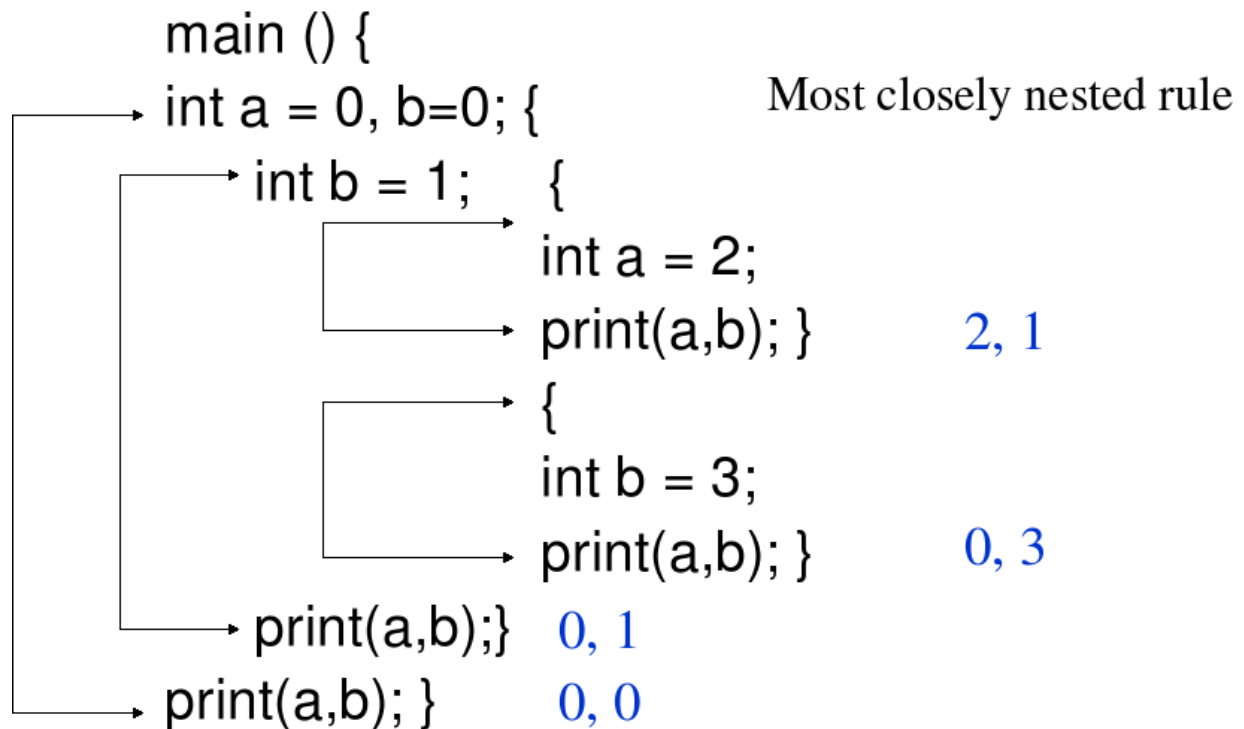 main () {
int a = 0, b=0; {
Most closely nested rule
int b = 1; {
int a = 2;
print(a,b); } 2, 1
{
int b = 3;
print(a,b); } 0, 3
print(a,b);} 0, 1
print(a,b); } 0, 0